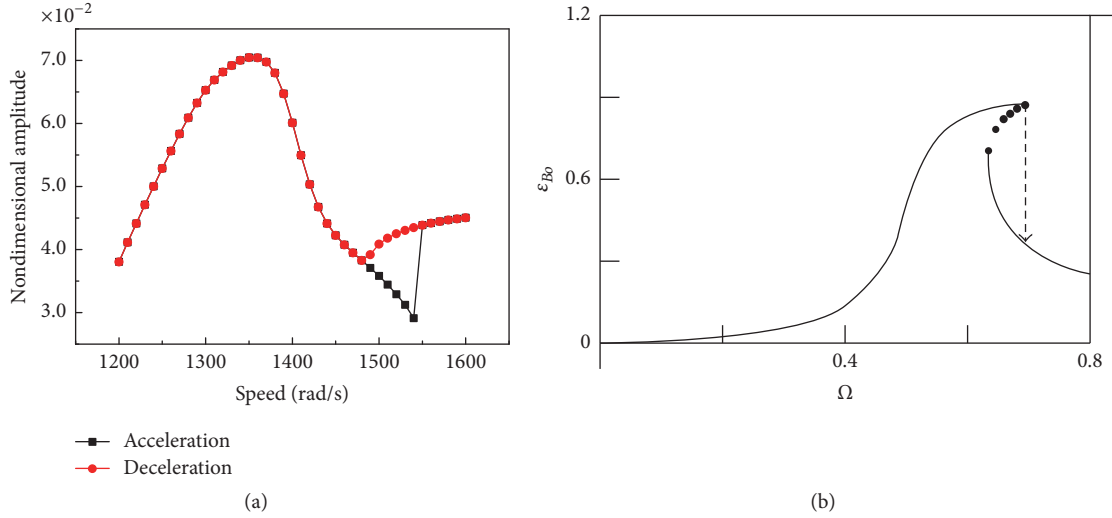 ×10⁻²
7.0
6.0
5.0
4.0
3.0
Nondimensional amplitude
1200 1300 1400 1500 1600
Speed (rad/s)
Acceleration
Deceleration
(a)
1.2
0.6
0
ε_Bo
0.4 0.8
Ω
(b)